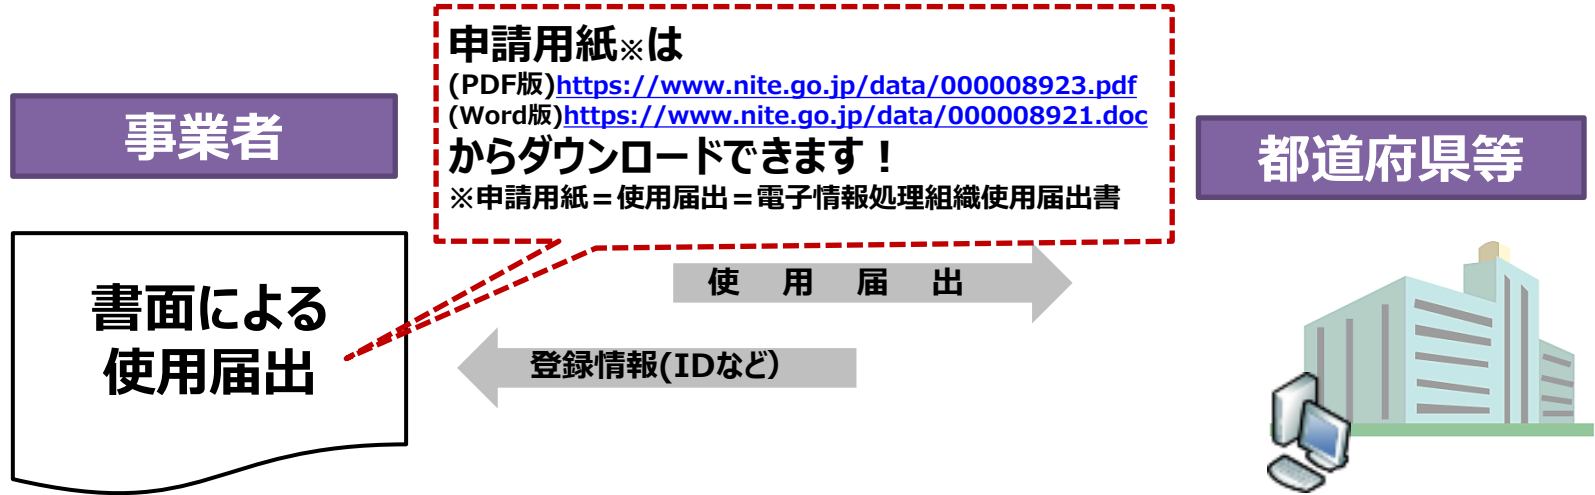 申請用紙※は
(PDF版)https://www.nite.go.jp/data/000008923.pdf
(Word版)https://www.nite.go.jp/data/000008921.doc
からダウンロードできます！
※申請用紙＝使用届出＝電子情報処理組織使用届出書
事業者
都道府県等
書面による
使用届出
使　用　届　出
登録情報(IDなど)